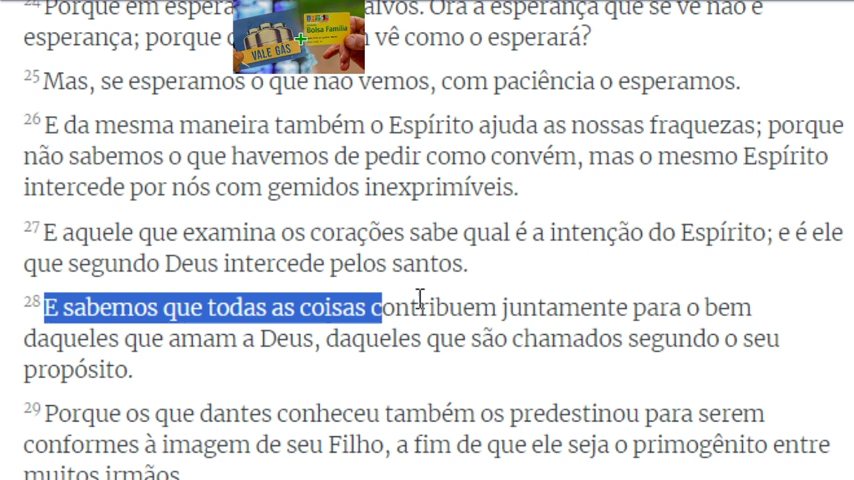 24 Porque em espera alvos. Ora a esperança que se vê não é
esperança; porque vê como o esperará?
VALE GÁS
Bolsa Família
25 Mas, se esperamos o que não vemos, com paciência o esperamos.
26 E da mesma maneira também o Espírito ajuda as nossas fraquezas; porque
não sabemos o que havemos de pedir como convém, mas o mesmo Espírito
intercede por nós com gemidos inexprimíveis.
27 E aquele que examina os corações sabe qual é a intenção do Espírito; e é ele
que segundo Deus intercede pelos santos.
28 E sabemos que todas as coisas contribuem juntamente para o bem
daqueles que amam a Deus, daqueles que são chamados segundo o seu
propósito.
29 Porque os que dantes conheceu também os predestinou para serem
conformes à imagem de seu Filho, a fim de que ele seja o primogênito entre
muitos irmãos.